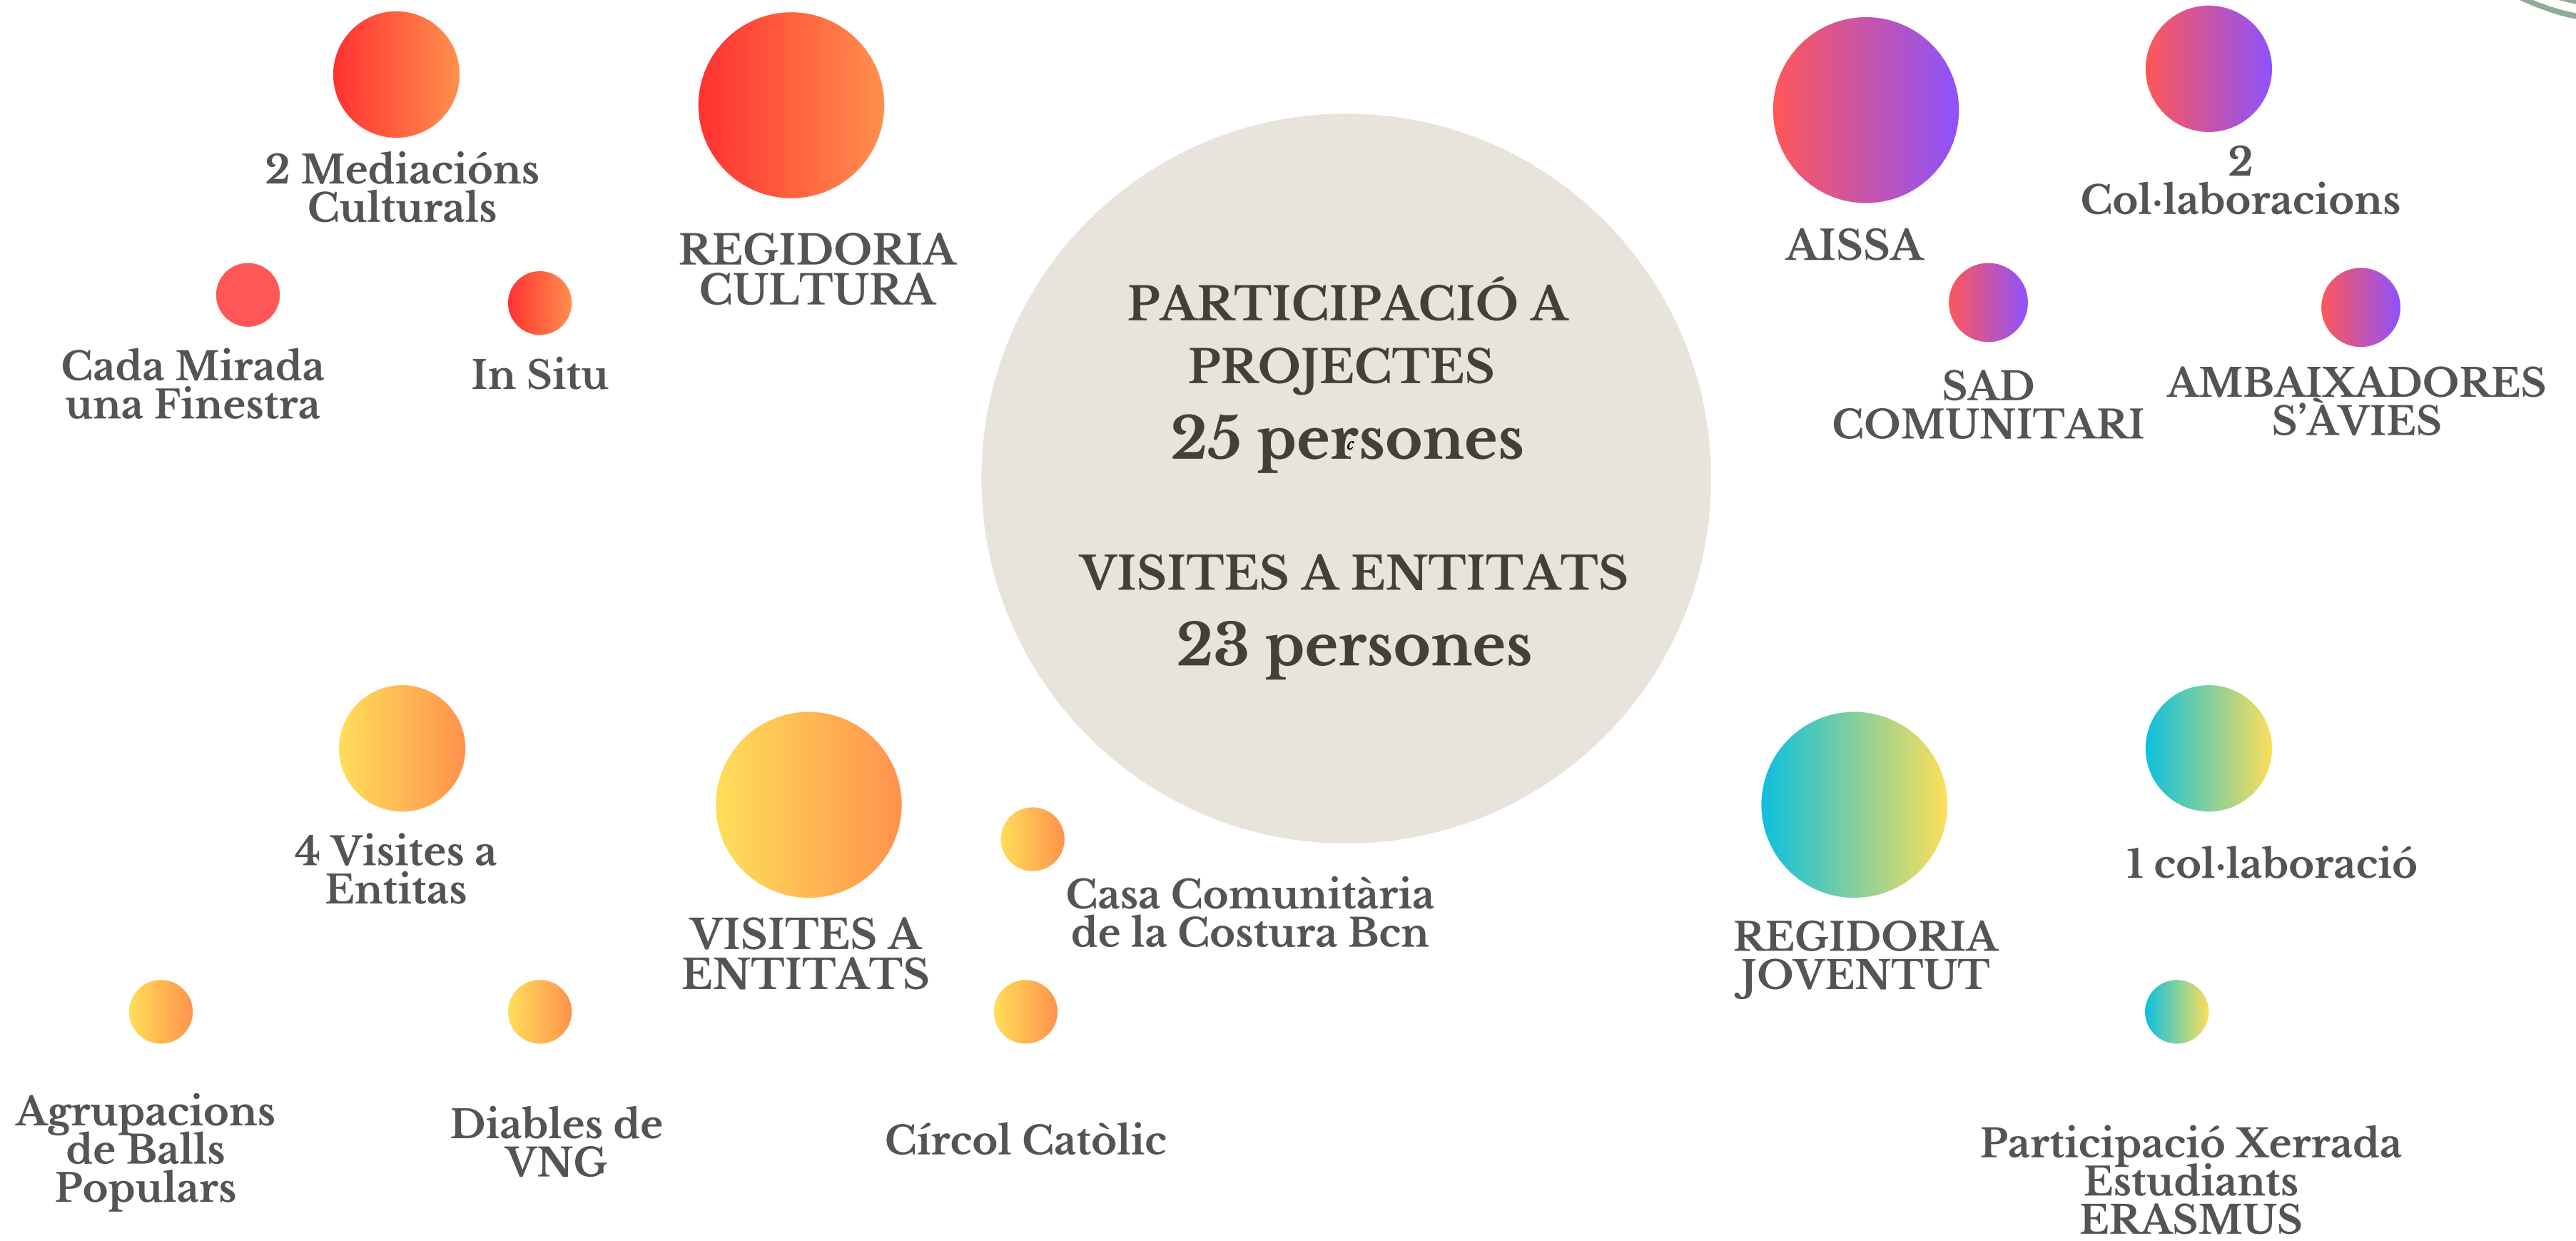 2 Mediacións
Culturals
REGIDORIA
CULTURA
Cada Mirada
una Finestra
In Situ
PARTICIPACIÓ A
PROJECTES
25 persones
c
VISITES A ENTITATS
23 persones
AISSA
2
Col·laboracions
SAD
COMUNITARI
AMBAIXADORES
S’ÀVIES
4 Visites a
Entitas
VISITES A
ENTITATS
Casa Comunitària
de la Costura Bcn
Agrupacions
de Balls
Populars
Diables de
VNG
Círcol Catòlic
REGIDORIA
JOVENTUT
1 col·laboració
Participació Xerrada
Estudiants
ERASMUS